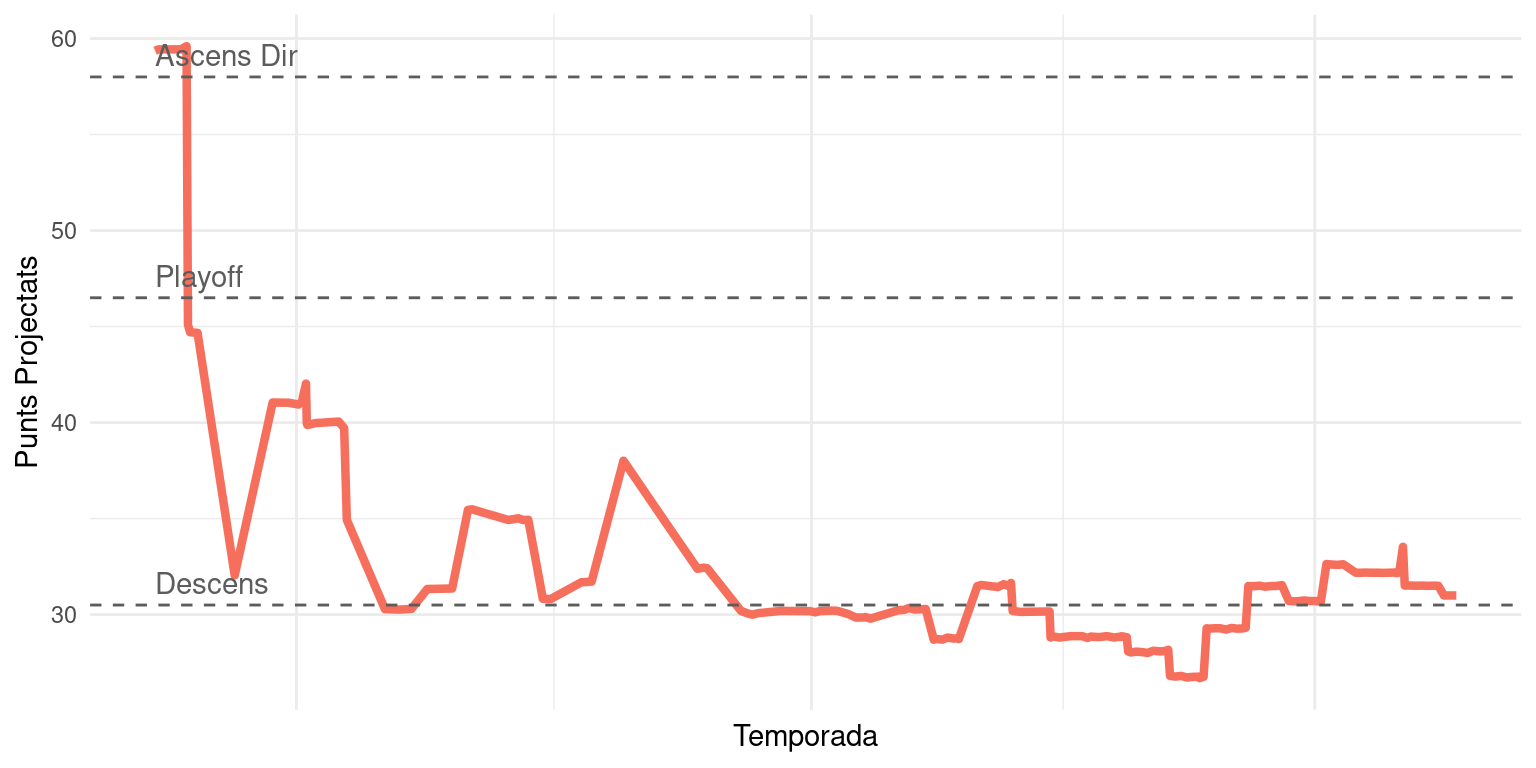 60
Ascens Dir
50
Playoff
40
Descens
30
Punts Projectats
Temporada